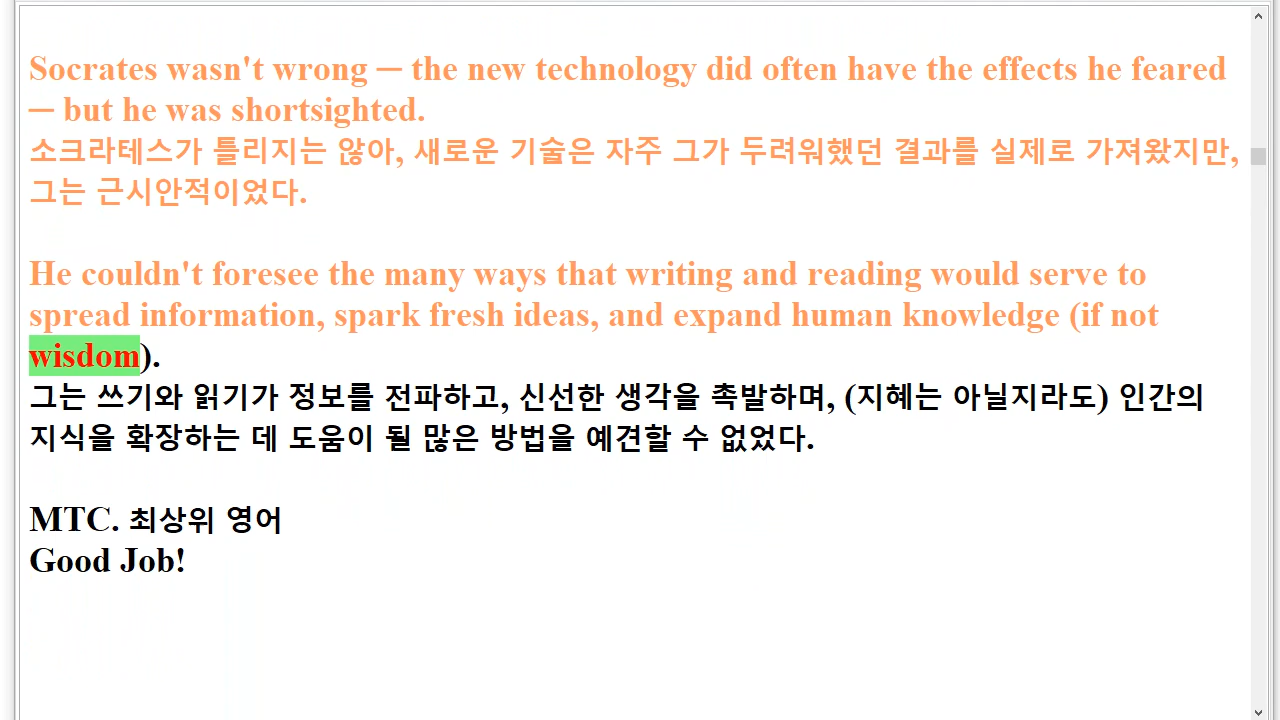 Socrates wasn't wrong ─ the new technology did often have the effects he feared
─ but he was shortsighted.
소크라테스가 틀리지는 않아, 새로운 기술은 자주 그가 두려워했던 결과를 실제로 가져왔지만,
그는 근시안적이었다.
He couldn't foresee the many ways that writing and reading would serve to
spread information, spark fresh ideas, and expand human knowledge (if not
wisdom).
그는 쓰기와 읽기가 정보를 전파하고, 신선한 생각을 촉발하며, (지혜는 아닐지라도) 인간의
지식을 확장하는 데 도움이 될 많은 방법을 예견할 수 없었다.
MTC. 최상위 영어
Good Job!